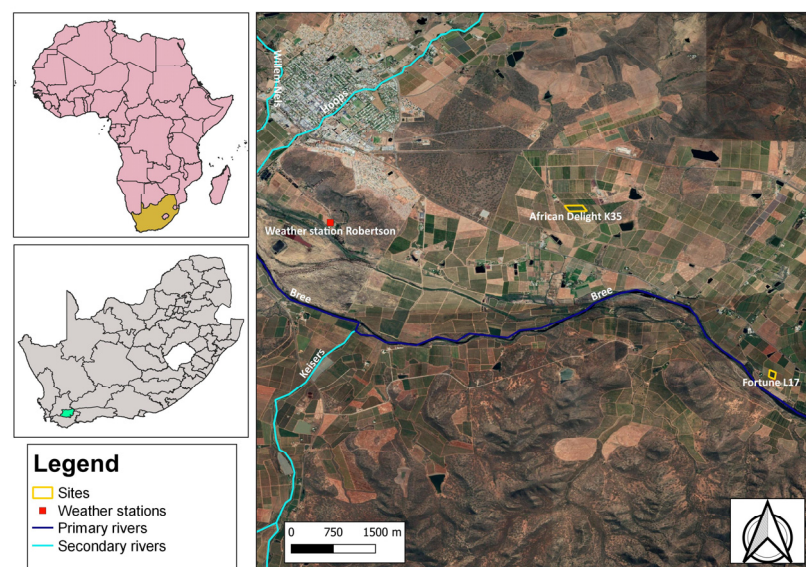 Willem Nels
Hoops
African Delight K35
Weather station Robertson
Bree
Bree
Keisers
Fortune L17
Legend
Sites
Weather stations
Primary rivers
Secondary rivers
0 750 1500 m